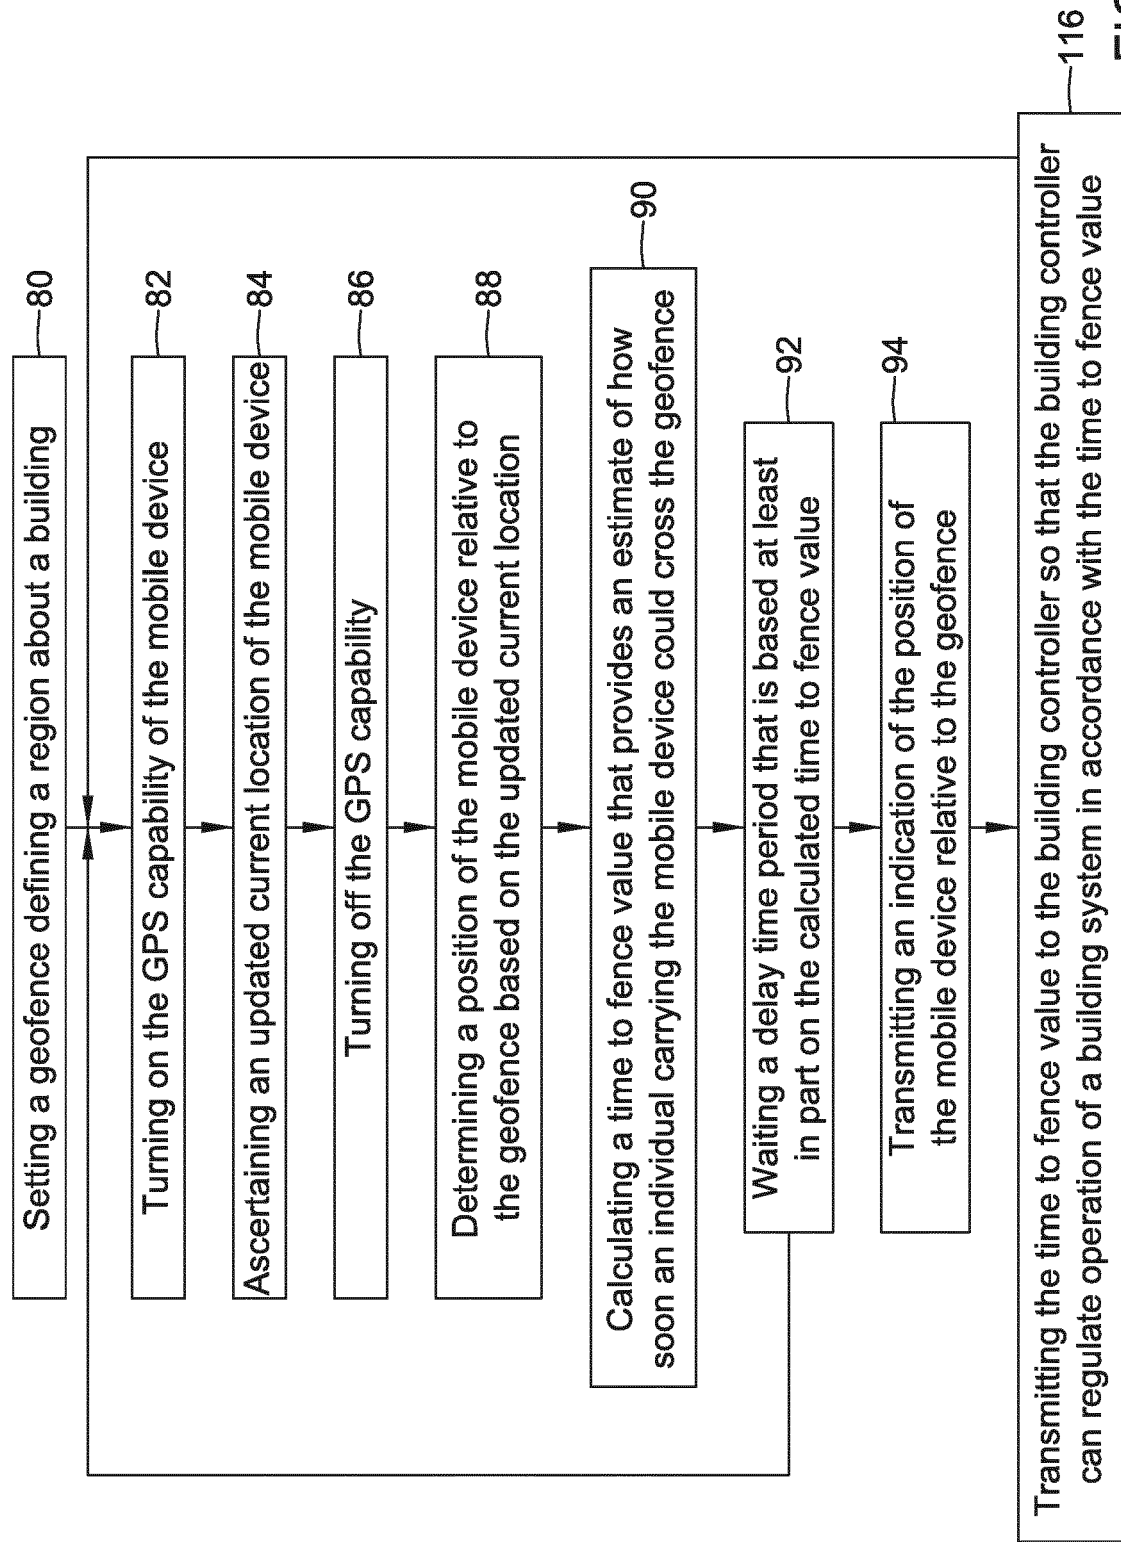 Setting a geofence defining a region about a building
80
Turning on the GPS capability of the mobile device
82
Ascertaining an updated current location of the mobile device
84
Turning off the GPS capability
86
Determining a position of the mobile device relative to
the geofence based on the updated current location
88
Calculating a time to fence value that provides an estimate of how
soon an individual carrying the mobile device could cross the geofence
90
Waiting a delay time period that is based at least
in part on the calculated time to fence value
92
Transmitting an indication of the position of
the mobile device relative to the geofence
94
Transmitting the time to fence value to the building controller so that the building controller
can regulate operation of a building system in accordance with the time to fence value
116